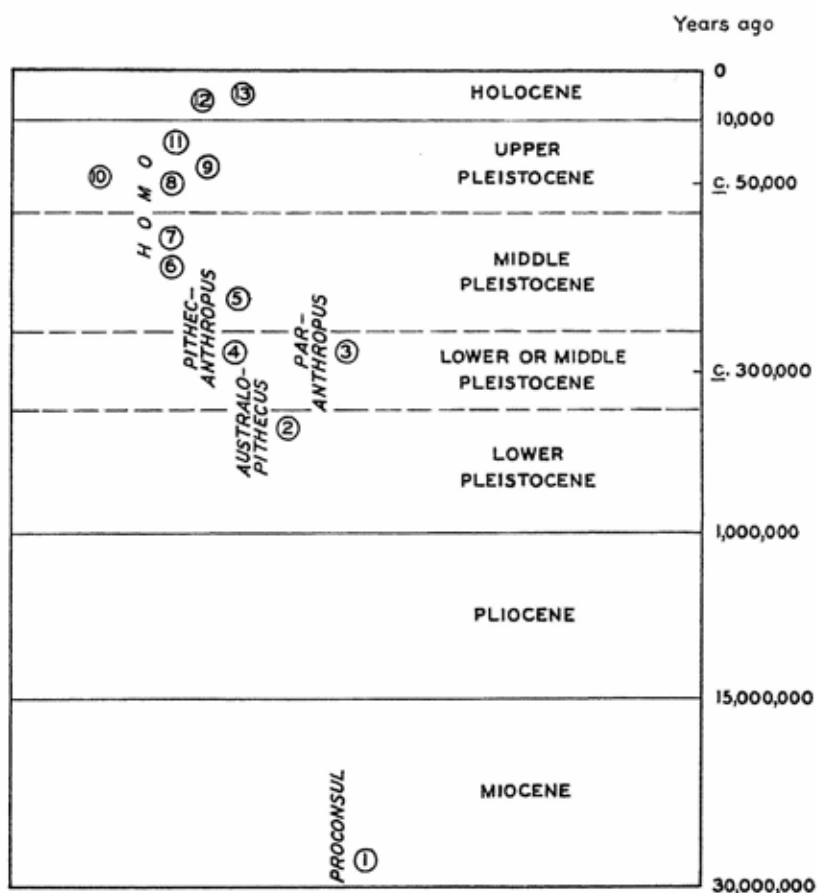 Years ago
0
HOLOCENE
⑫ ⑬
10,000
⑪
UPPER
PLEISTOCENE
⑩ ⑧ ⑨
c. 50,000
HOMO
⑦
⑥
MIDDLE
PLEISTOCENE
PITHEC-
ANTHROPUS
⑤
④
PAR-
ANTHROPUS
③
LOWER OR MIDDLE
PLEISTOCENE
c. 300,000
AUSTRALO-
PITHECUS
②
LOWER
PLEISTOCENE
1,000,000
PLIOCENE
15,000,000
MIOCENE
PROCONSUL
①
30,000,000